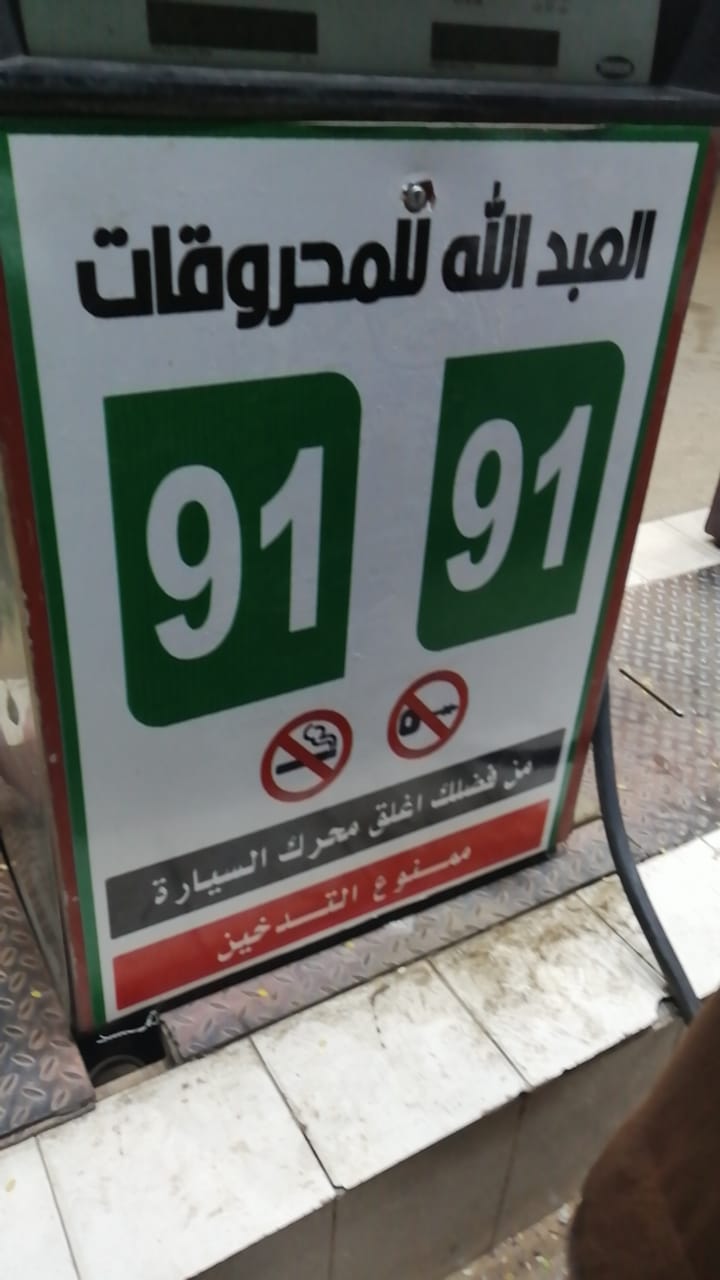 العبد الله للمحروقات
91 91
من فضلك اغلق محرك السيارة
ممنوع التدخين